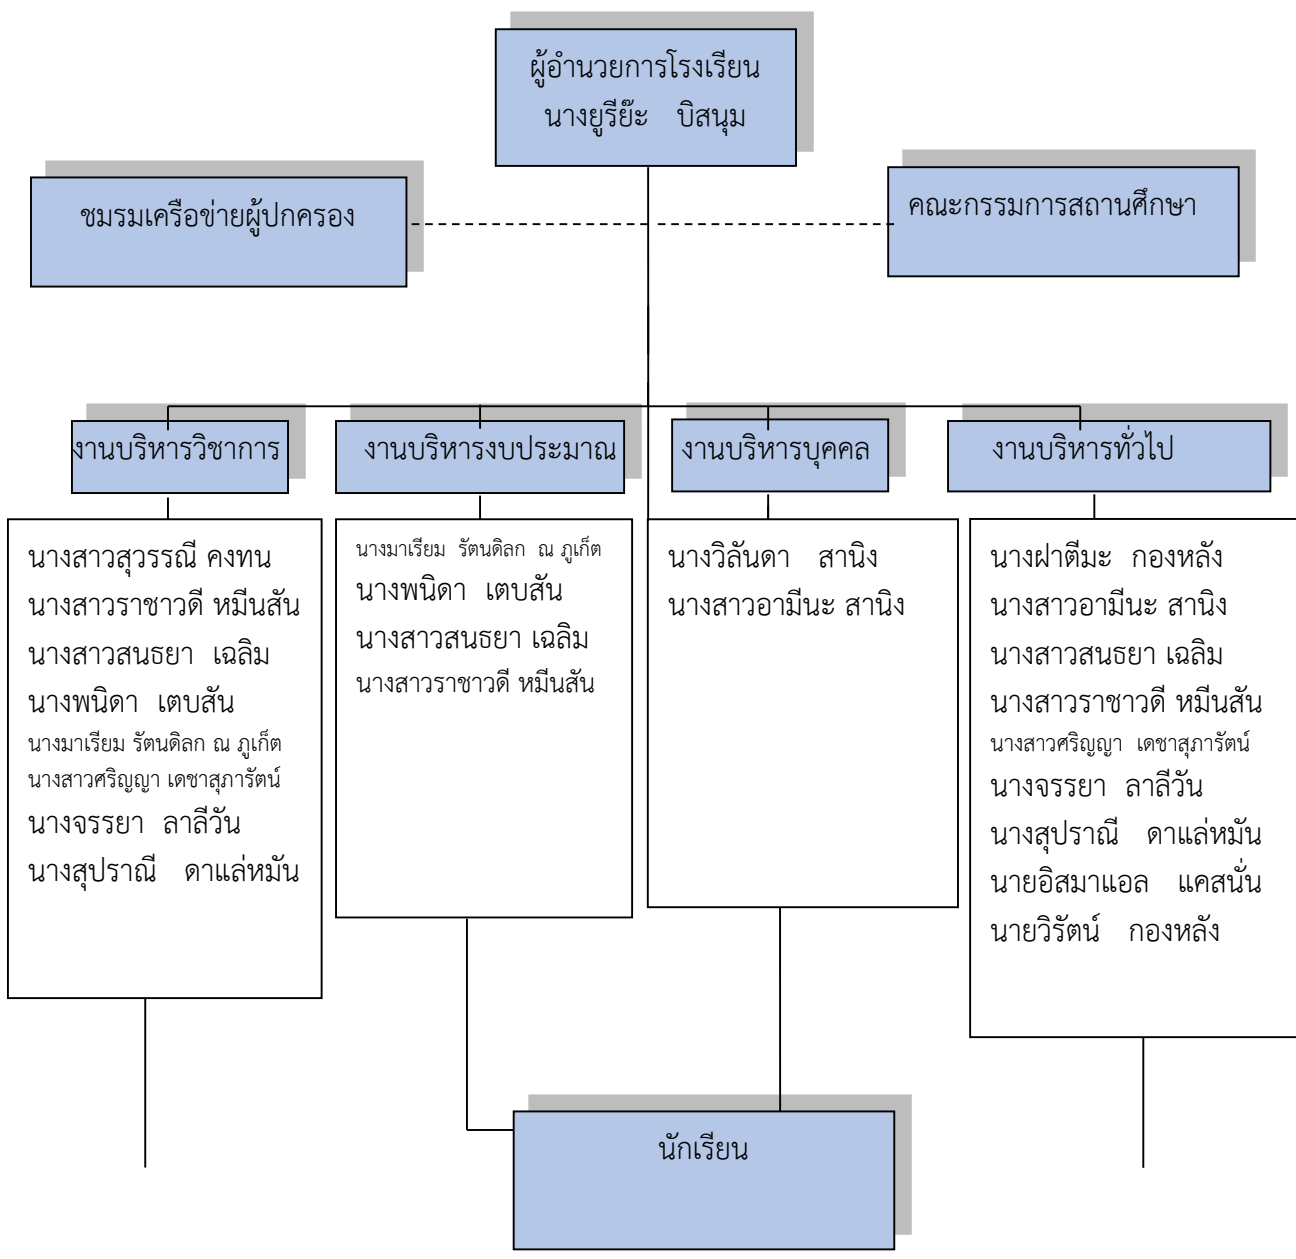 ผู้อำนวยการโรงเรียน
นางยูรีย๊ะ บิสนุม
ชมรมเครือข่ายผู้ปกครอง
คณะกรรมการสถานศึกษา
งานบริหารวิชาการ
งานบริหารงบประมาณ
งานบริหารบุคคล
งานบริหารทั่วไป
นางสาวสุวรรณี คงทน
นางสาวราชาวดี หมีนสัน
นางสาวสนธยา เฉลิม
นางพนิดา เตบสัน
นางมาเรียม รัตนดิลก ณ ภูเก็ต
นางสาวศริญญา เดชาสุภารัตน์
นางจรรยา ลาลีวัน
นางสุปราณี ดาแล่หมัน
นางมาเรียม รัตนดิลก ณ ภูเก็ต
นางพนิดา เตบสัน
นางสาวสนธยา เฉลิม
นางสาวราชาวดี หมีนสัน
นางวิลันดา สานิง
นางสาวอามีนะ สานิง
นางฝาตีมะ กองหลัง
นางสาวอามีนะ สานิง
นางสาวสนธยา เฉลิม
นางสาวราชาวดี หมีนสัน
นางสาวศริญญา เดชาสุภารัตน์
นางจรรยา ลาลีวัน
นางสุปราณี ดาแล่หมัน
นายอิสมาแอล แคสนั่น
นายวิรัตน์ กองหลัง
นักเรียน